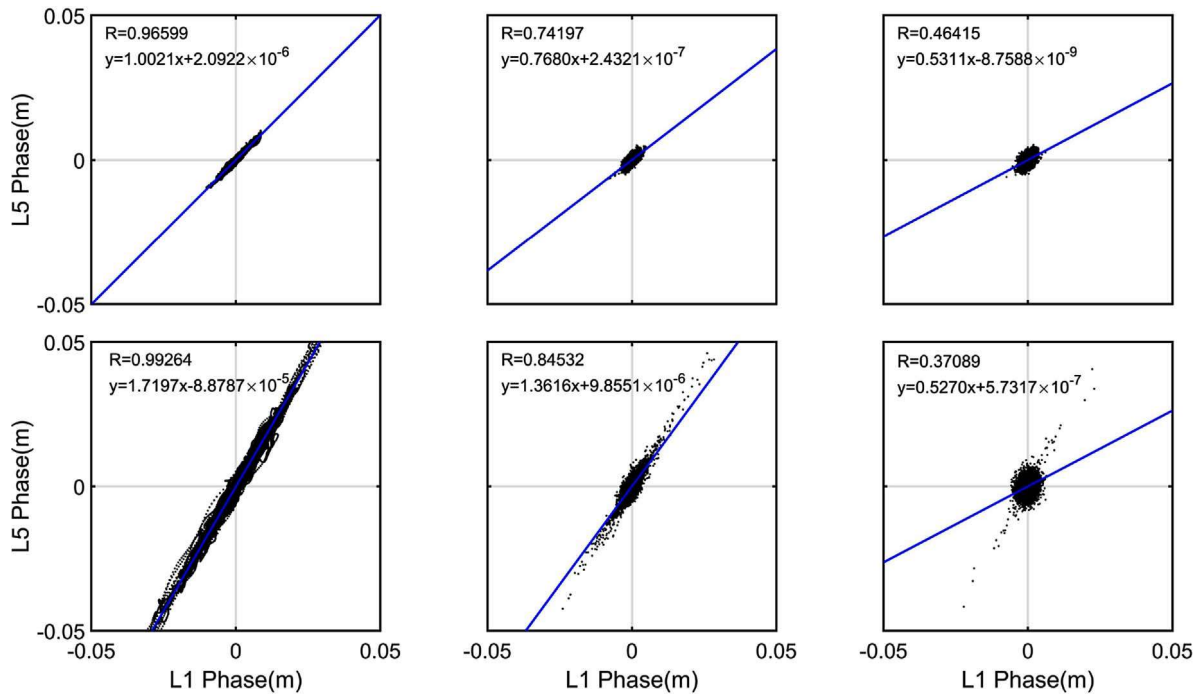 0.05
R=0.96599
y=1.0021x+2.0922×10⁻⁶
R=0.74197
y=0.7680x+2.4321×10⁻⁷
R=0.46415
y=0.5311x-8.7588×10⁻⁹
L5 Phase(m)
0
-0.05
0.05
R=0.99264
y=1.7197x-8.8787×10⁻⁵
R=0.84532
y=1.3616x+9.8551×10⁻⁶
R=0.37089
y=0.5270x+5.7317×10⁻⁷
L5 Phase(m)
0
-0.05
-0.05 0 0.05
-0.05 0 0.05
-0.05 0 0.05
L1 Phase(m)
L1 Phase(m)
L1 Phase(m)